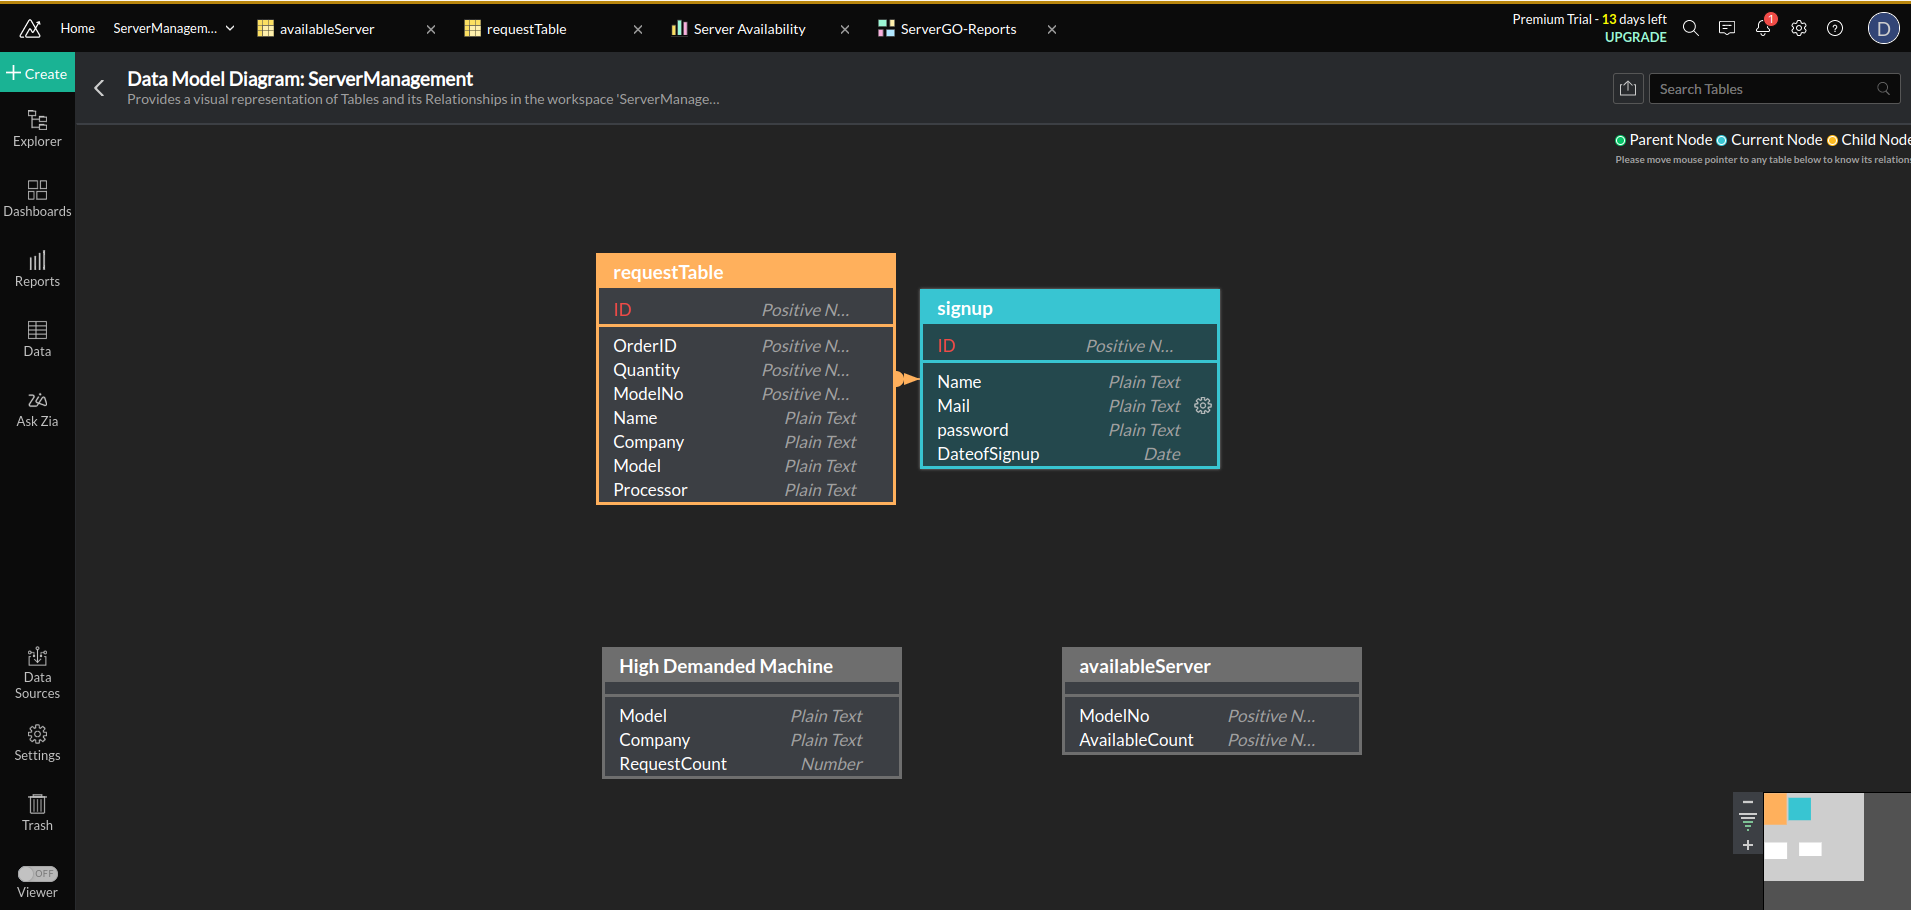 Home
ServerManagem...
availableServer
requestTable
Server Availability
ServerGO-Reports
Premium Trial - 13 days left
UPGRADE
1
D
Create
Data Model Diagram: ServerManagement
Provides a visual representation of Tables and its Relationships in the workspace 'ServerManage...
Search Tables
Parent Node Current Node Child Node
Please move mouse pointer to any table below to know its relations
Explorer
Dashboards
Reports
Data
Ask Zia
Data
Sources
Settings
Trash
OFF
Viewer
requestTable
ID Positive N...
OrderID Positive N...
Quantity Positive N...
ModelNo Positive N...
Name Plain Text
Company Plain Text
Model Plain Text
Processor Plain Text
signup
ID Positive N...
Name Plain Text
Mail Plain Text
password Plain Text
DateofSignup Date
High Demanded Machine
Model Plain Text
Company Plain Text
RequestCount Number
availableServer
ModelNo Positive N...
AvailableCount Positive N...